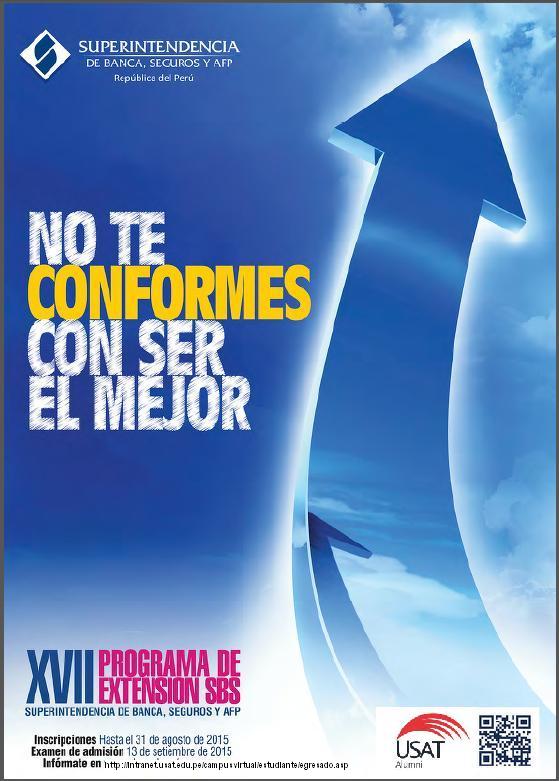 SUPERINTENDENCIA
DE BANCA, SEGUROS Y AFP
República del Perú
NO TE
CONFORMES
CON SER
EL MEJOR
XVII PROGRAMA DE
EXTENSION SBS
SUPERINTENDENCIA DE BANCA, SEGUROS Y AFP
Inscripciones Hasta el 31 de agosto de 2015
Examen de admisión 13 de setiembre de 2015
Infórmate en http://intranet.usat.edu.pe/campusvirtual/estudiante/egresado.asp
USAT
Alumni